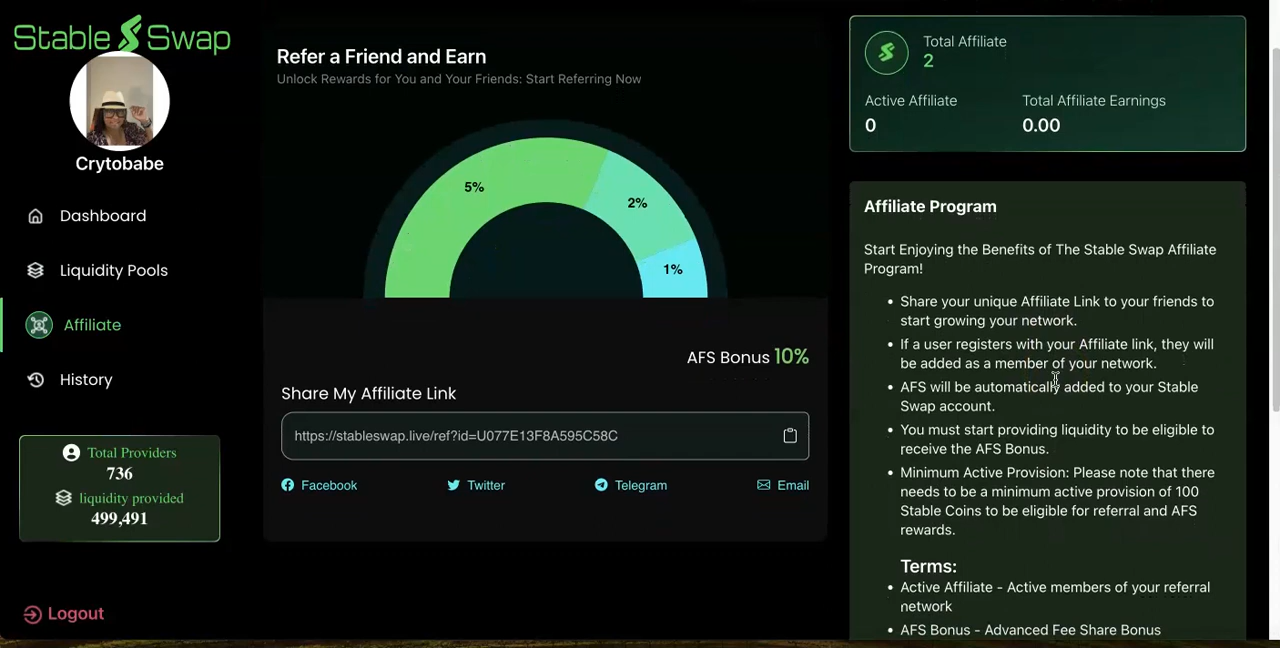 Stable Swap
Crytobabe
Dashboard
Liquidity Pools
Affiliate
History
Total Providers
736
liquidity provided
499,491
Logout
Refer a Friend and Earn
Unlock Rewards for You and Your Friends: Start Referring Now
5%
2%
1%
AFS Bonus 10%
Share My Affiliate Link
https://stableswap.live/ref?id=U077E13F8A595C58C
Facebook
Twitter
Telegram
Email
Total Affiliate
2
Active Affiliate
0
Total Affiliate Earnings
0.00
Affiliate Program
Start Enjoying the Benefits of The Stable Swap Affiliate
Program!
• Share your unique Affiliate Link to your friends to
start growing your network.
• If a user registers with your Affiliate link, they will
be added as a member of your network.
• AFS will be automatically added to your Stable
Swap account.
• You must start providing liquidity to be eligible to
receive the AFS Bonus.
• Minimum Active Provision: Please note that there
needs to be a minimum active provision of 100
Stable Coins to be eligible for referral and AFS
rewards.
Terms:
• Active Affiliate - Active members of your referral
network
• AFS Bonus - Advanced Fee Share Bonus